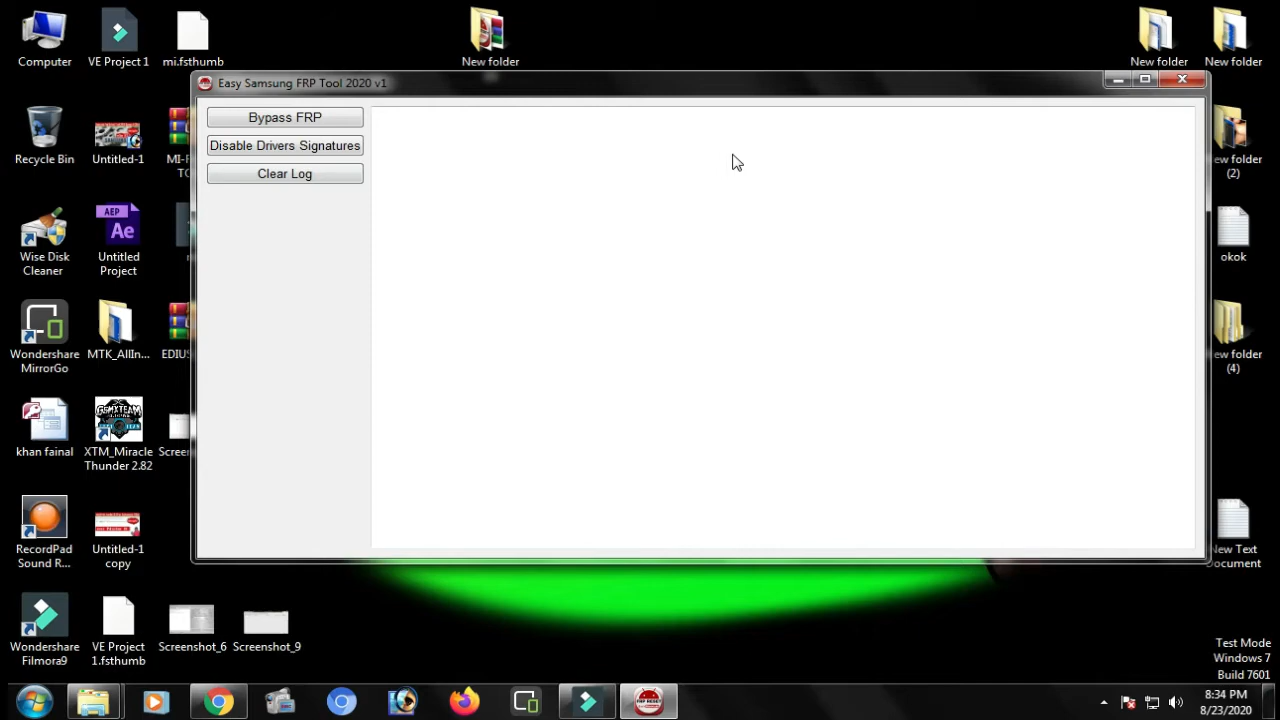 Computer
VE Project 1
mi.fsthumb
New folder
New folder
New folder
Easy Samsung FRP Tool 2020 v1
Bypass FRP
Disable Drivers Signatures
Clear Log
Recycle Bin
Untitled-1
ew folder
(2)
Wise Disk
Cleaner
AEP
Ae
Untitled
Project
okok
Wondershare
MirrorGo
MTK_AllIn...
EDIUS
ew folder
(4)
khan fainal
XTM_Miracle
Thunder 2.82
Screen
RecordPad
Sound R...
Untitled-1
copy
New Text
Document
Wondershare
Filmora9
VE Project
1.fsthumb
Screenshot_6
Screenshot_9
Test Mode
Windows 7
Build 7601
8:34 PM
8/23/2020